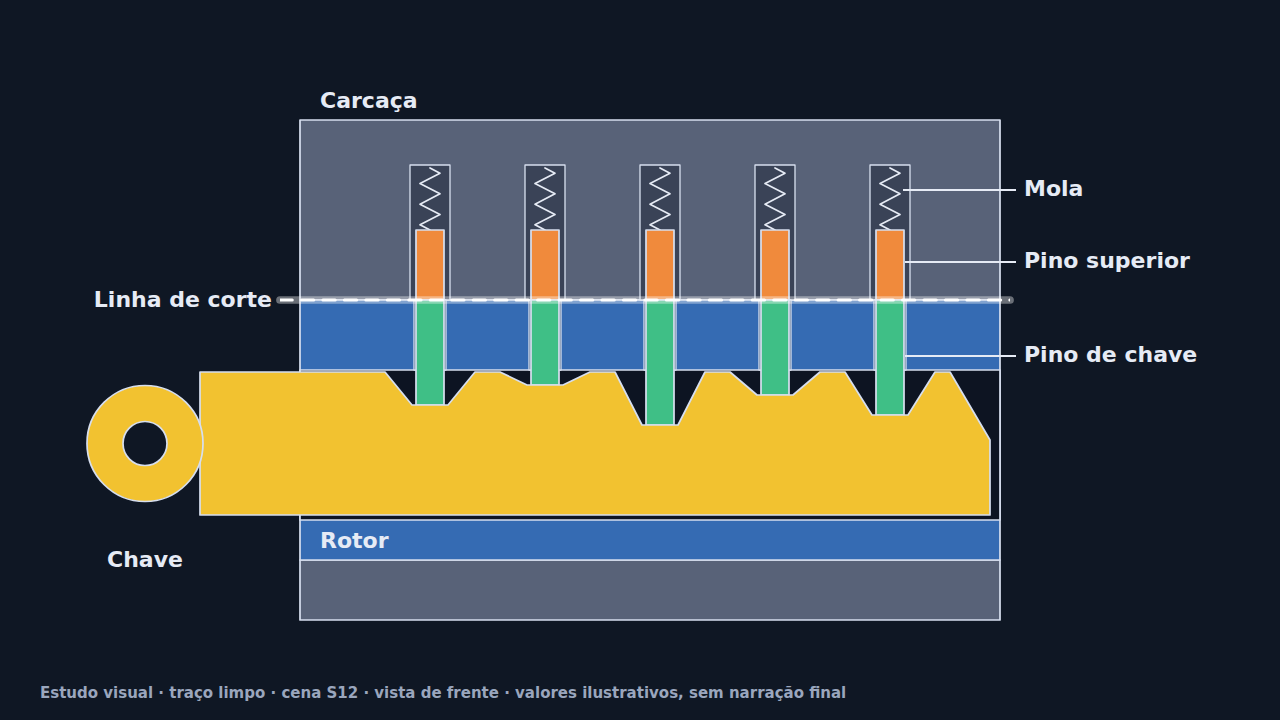 Carcaça
Mola
Pino superior
Linha de corte
Pino de chave
Rotor
Chave
Estudo visual · traço limpo · cena S12 · vista de frente · valores ilustrativos, sem narração final